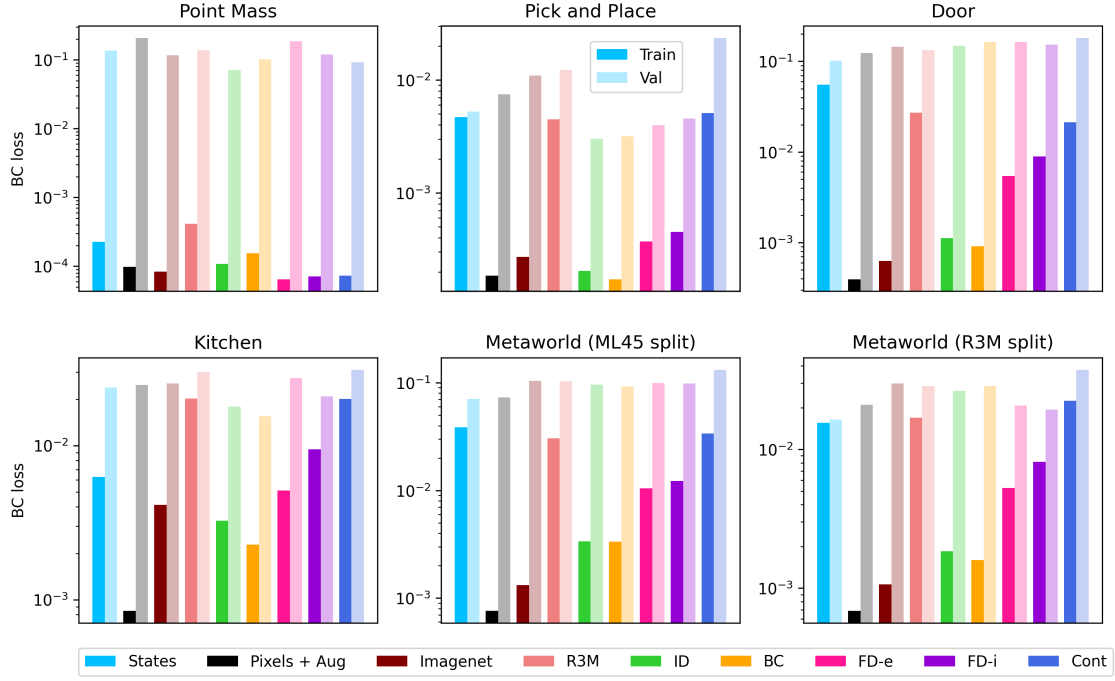 Point Mass
Pick and Place
Door
BC loss
10⁻¹
10⁻²
10⁻³
10⁻⁴
10⁻²
10⁻³
Train
Val
10⁻¹
10⁻²
10⁻³
Kitchen
Metaworld (ML45 split)
Metaworld (R3M split)
BC loss
10⁻²
10⁻³
10⁻¹
10⁻²
10⁻³
10⁻²
10⁻³
States Pixels + Aug Imagenet R3M ID BC FD-e FD-i Cont